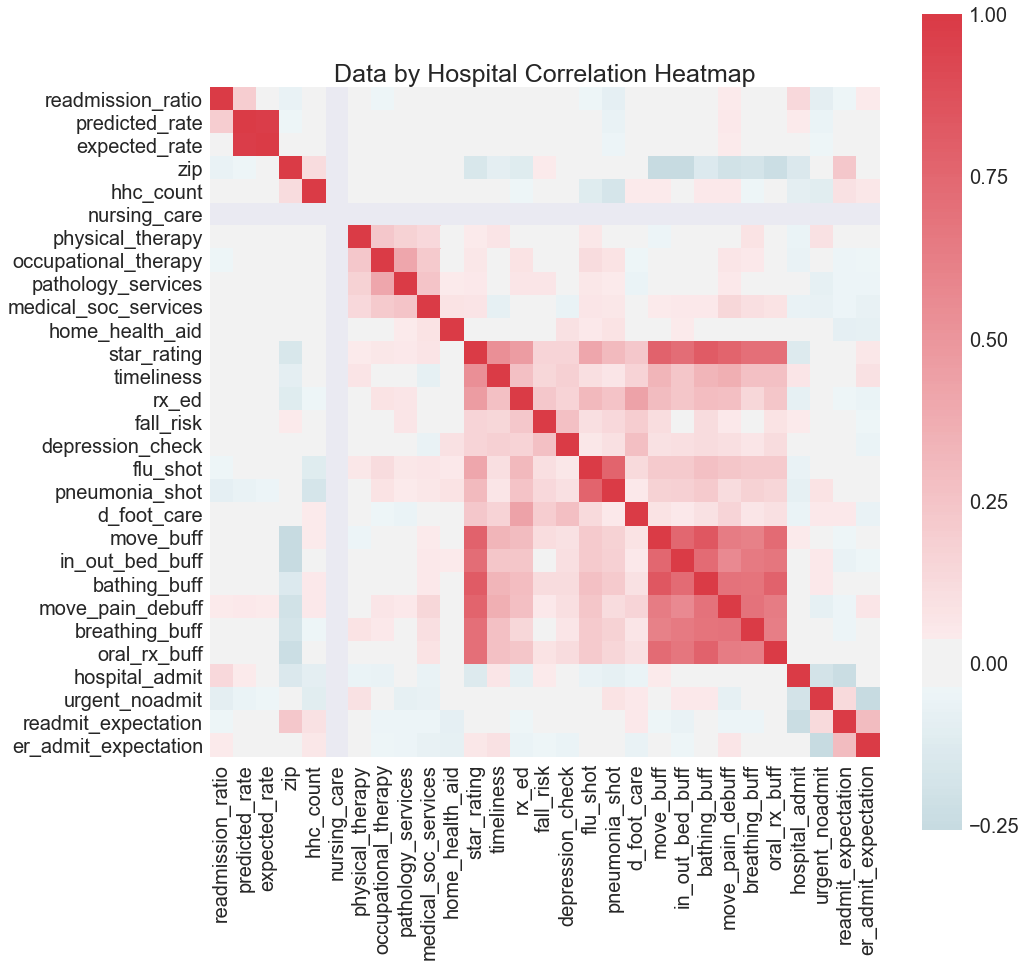 Data by Hospital Correlation Heatmap
readmission_ratio
predicted_rate
expected_rate
zip
hhc_count
nursing_care
physical_therapy
occupational_therapy
pathology_services
medical_soc_services
home_health_aid
star_rating
timeliness
rx_ed
fall_risk
depression_check
flu_shot
pneumonia_shot
d_foot_care
move_buff
in_out_bed_buff
bathing_buff
move_pain_debuff
breathing_buff
oral_rx_buff
hospital_admit
urgent_noadmit
readmit_expectation
er_admit_expectation
readmission_ratio
predicted_rate
expected_rate
zip
hhc_count
nursing_care
physical_therapy
occupational_therapy
pathology_services
medical_soc_services
home_health_aid
star_rating
timeliness
rx_ed
fall_risk
depression_check
flu_shot
pneumonia_shot
d_foot_care
move_buff
in_out_bed_buff
bathing_buff
move_pain_debuff
breathing_buff
oral_rx_buff
hospital_admit
urgent_noadmit
readmit_expectation
er_admit_expectation
1.00
0.75
0.50
0.25
0.00
−0.25